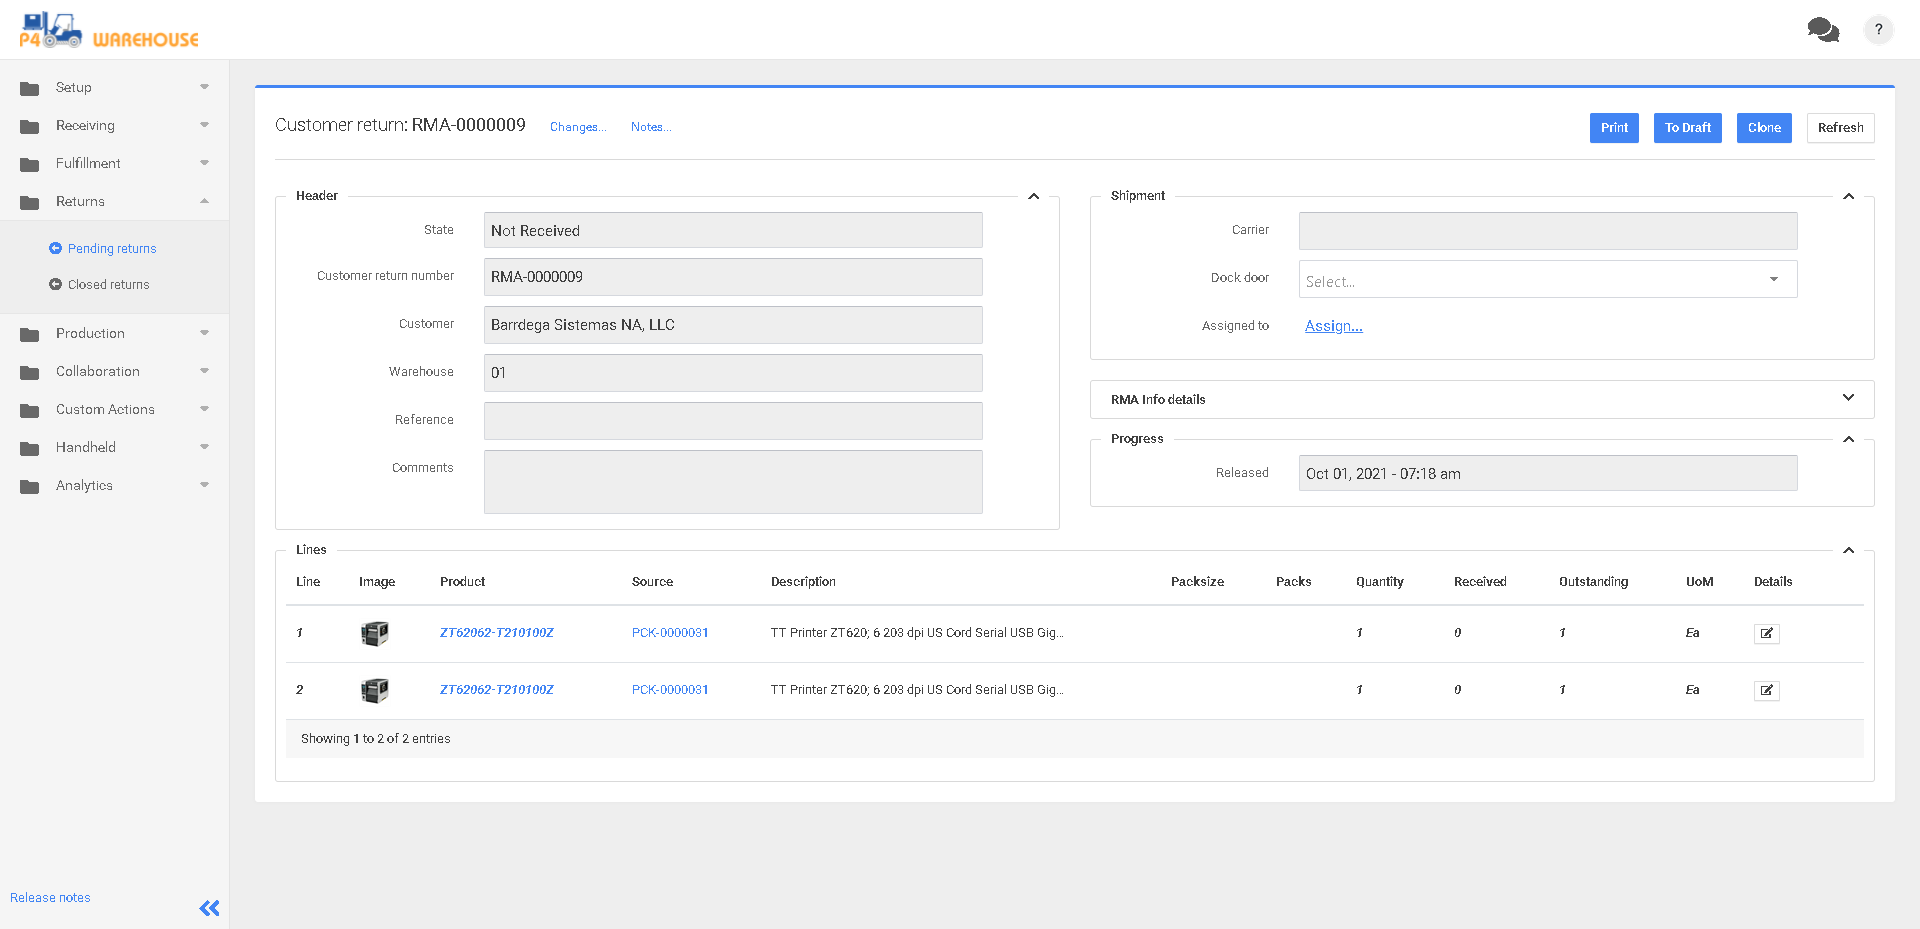 P4 WAREHOUSE
?
Setup
Receiving
Fulfillment
Returns
Pending returns
Closed returns
Production
Collaboration
Custom Actions
Handheld
Analytics
Release notes
Customer return: RMA-0000009 Changes... Notes...
Print To Draft Clone Refresh
Header
State Not Received
Customer return number RMA-0000009
Customer Barrdega Sistemas NA, LLC
Warehouse 01
Reference
Comments
Shipment
Carrier
Dock door Select...
Assigned to Assign...
RMA Info details
Progress
Released Oct 01, 2021 - 07:18 am
Lines
Line Image Product Source Description Packsize Packs Quantity Received Outstanding UoM Details
1 ZT62062-T210100Z PCK-0000031 TT Printer ZT620; 6 203 dpi US Cord Serial USB Gig... 1 0 1 Ea
2 ZT62062-T210100Z PCK-0000031 TT Printer ZT620; 6 203 dpi US Cord Serial USB Gig... 1 0 1 Ea
Showing 1 to 2 of 2 entries